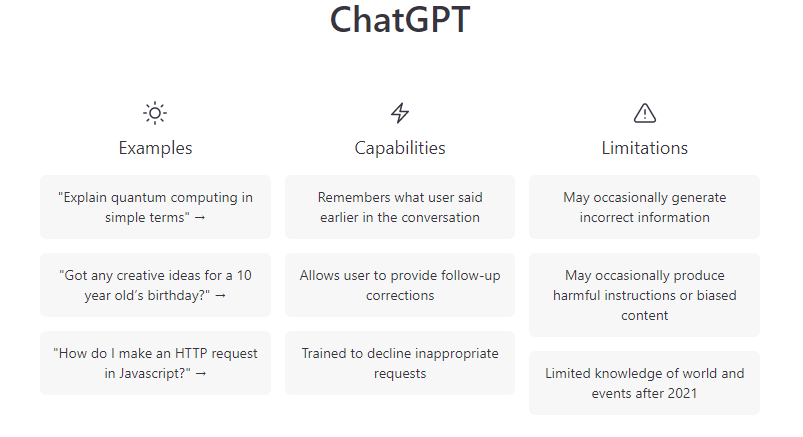 ChatGPT
Examples
"Explain quantum computing in
simple terms" →
"Got any creative ideas for a 10
year old’s birthday?" →
"How do I make an HTTP request
in Javascript?" →
Capabilities
Remembers what user said
earlier in the conversation
Allows user to provide follow-up
corrections
Trained to decline inappropriate
requests
Limitations
May occasionally generate
incorrect information
May occasionally produce
harmful instructions or biased
content
Limited knowledge of world and
events after 2021